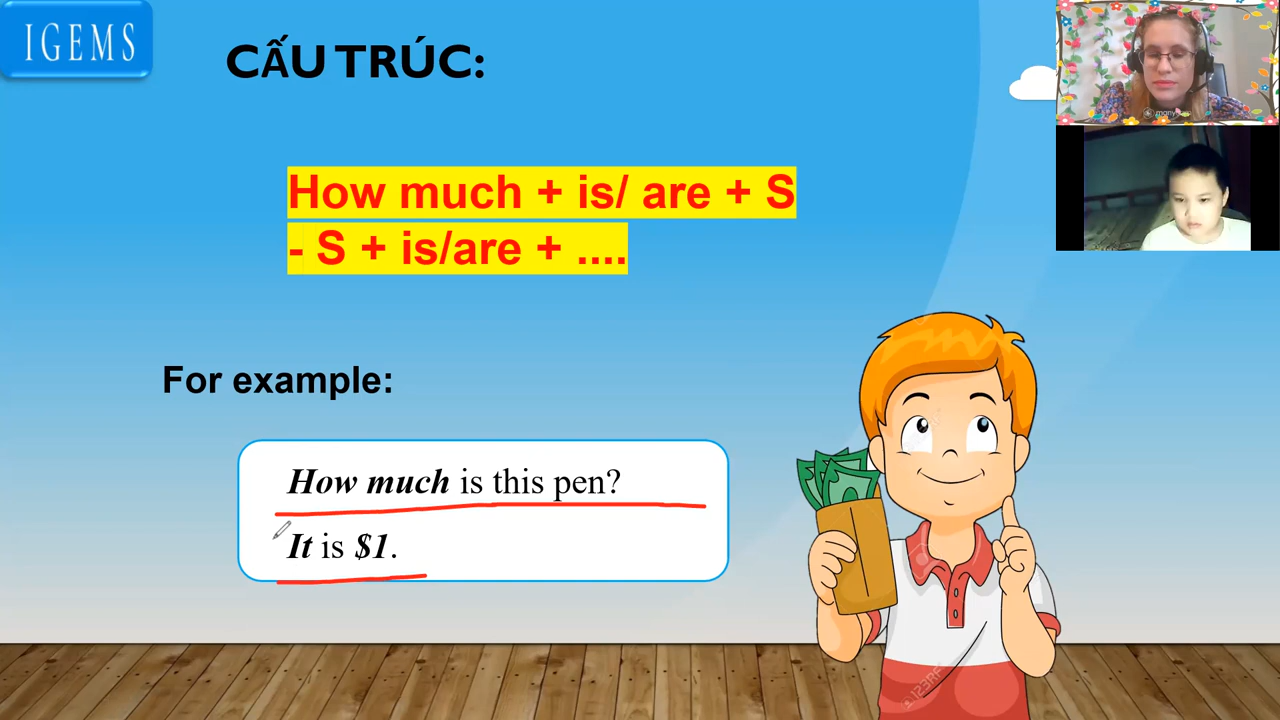 IGEMS
CẤU TRÚC:
How much + is/ are + S
- S + is/are + ....
For example:
How much is this pen?
It is $1.
123RF